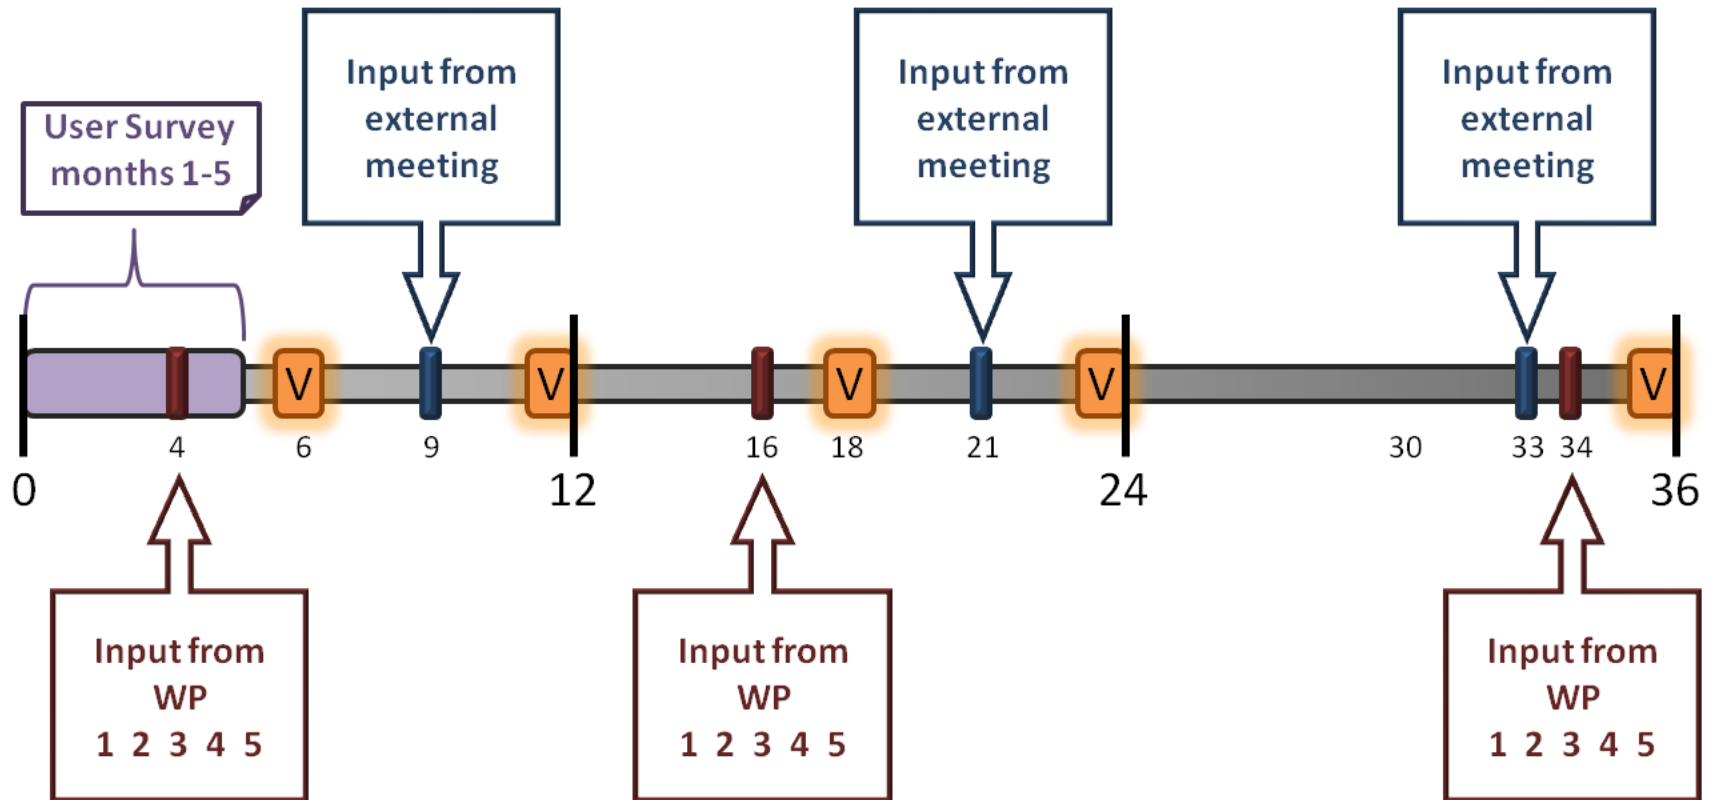 User Survey
months 1-5
Input from
external
meeting
Input from
external
meeting
Input from
external
meeting
V
V
V
V
V
4
6
9
16
18
21
30
33
34
0
12
24
36
Input from
WP
1 2 3 4 5
Input from
WP
1 2 3 4 5
Input from
WP
1 2 3 4 5